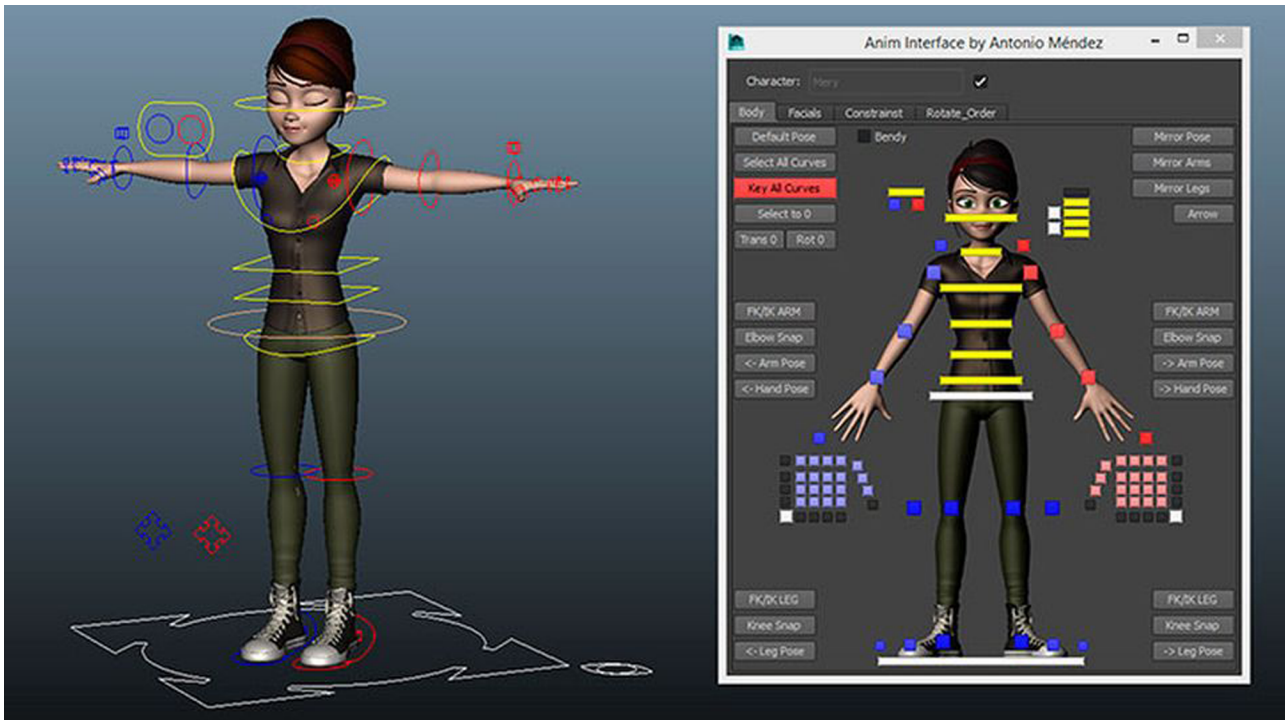 Anim Interface by Antonio Méndez
Character: Mery
Body Facials Constrainst Rotate_Order
Default Pose Bendy Mirror Pose
Select All Curves Mirror Arms
Key All Curves Mirror Legs
Select to 0 Arrow
Trans 0 Rot 0
FK/IK ARM FK/IK ARM
Elbow Snap Elbow Snap
<- Arm Pose -> Arm Pose
<- Hand Pose -> Hand Pose
FK/IK LEG FK/IK LEG
Knee Snap Knee Snap
<- Leg Pose -> Leg Pose